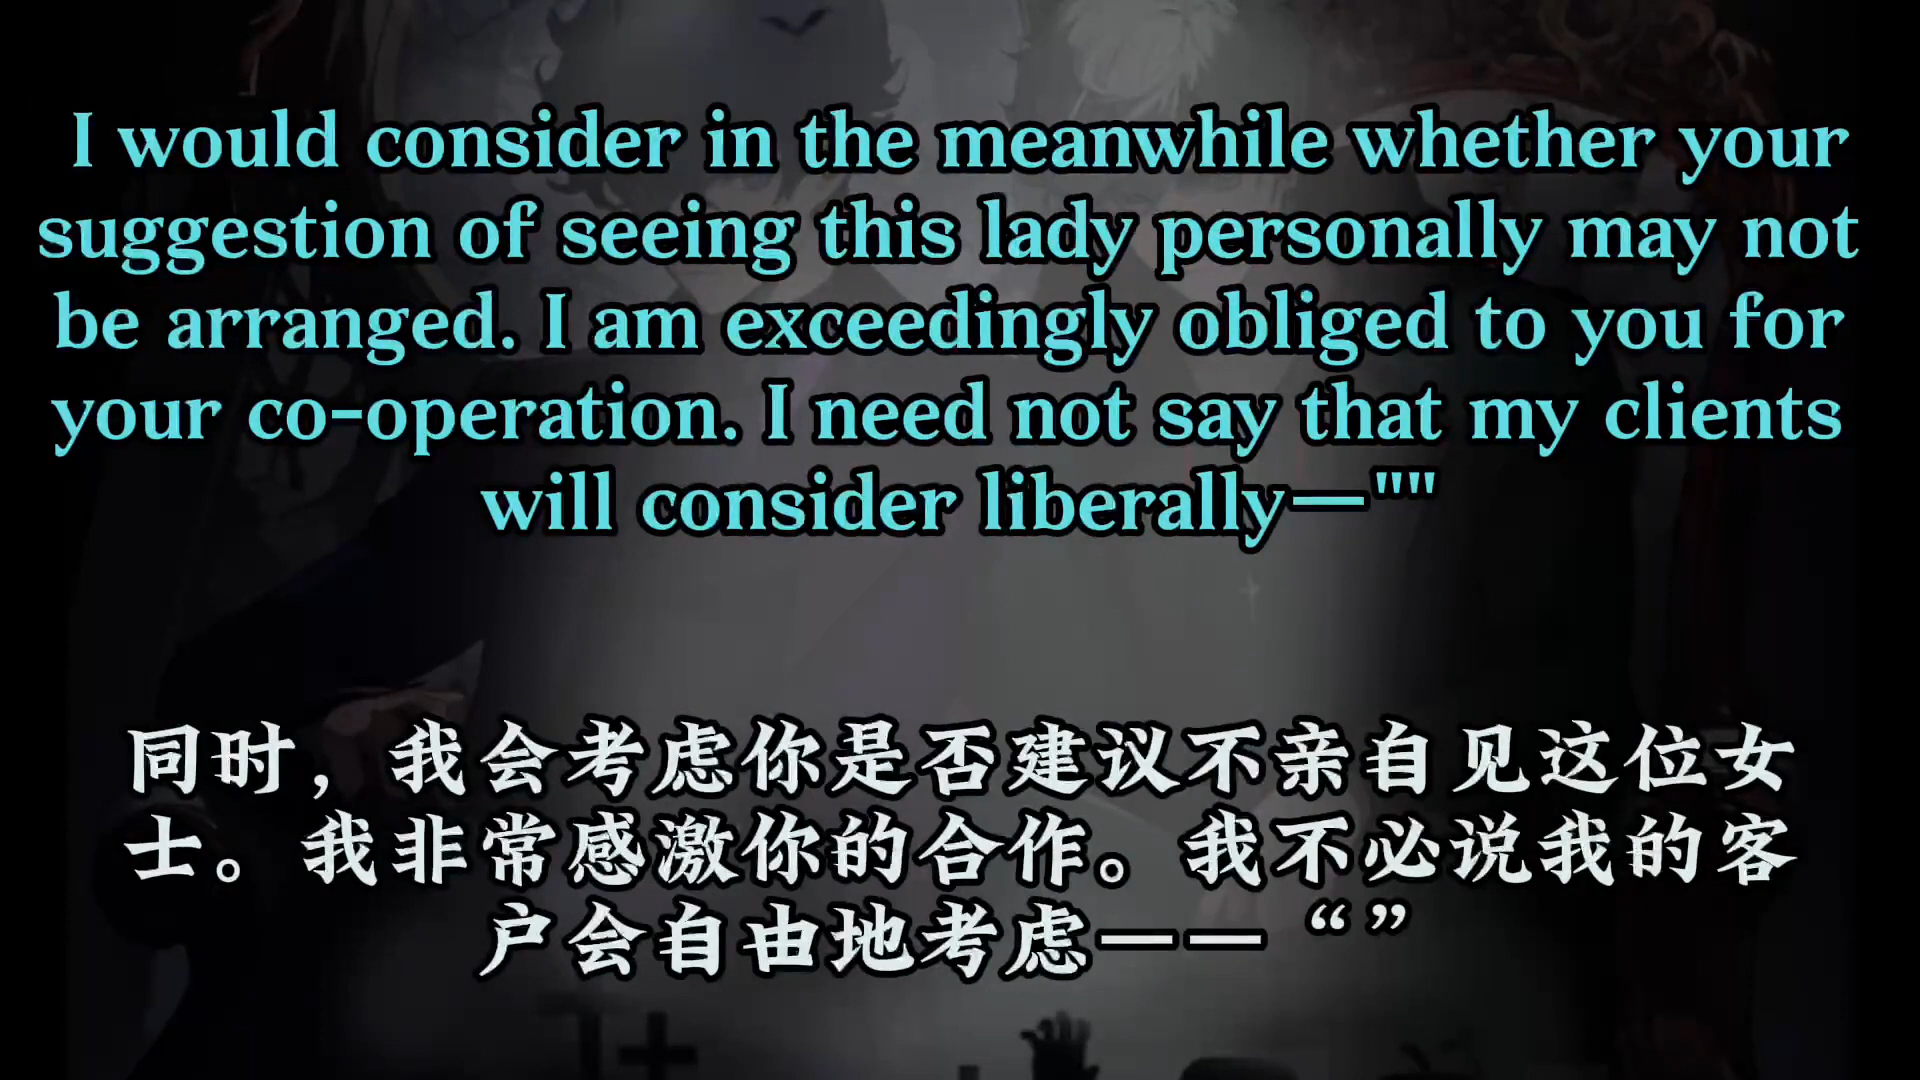 I would consider in the meanwhile whether your
suggestion of seeing this lady personally may not
be arranged. I am exceedingly obliged to you for
your co-operation. I need not say that my clients
will consider liberally—""
同时，我会考虑你是否建议不亲自见这位女
士。我非常感激你的合作。我不必说我的客
户会自由地考虑——“”